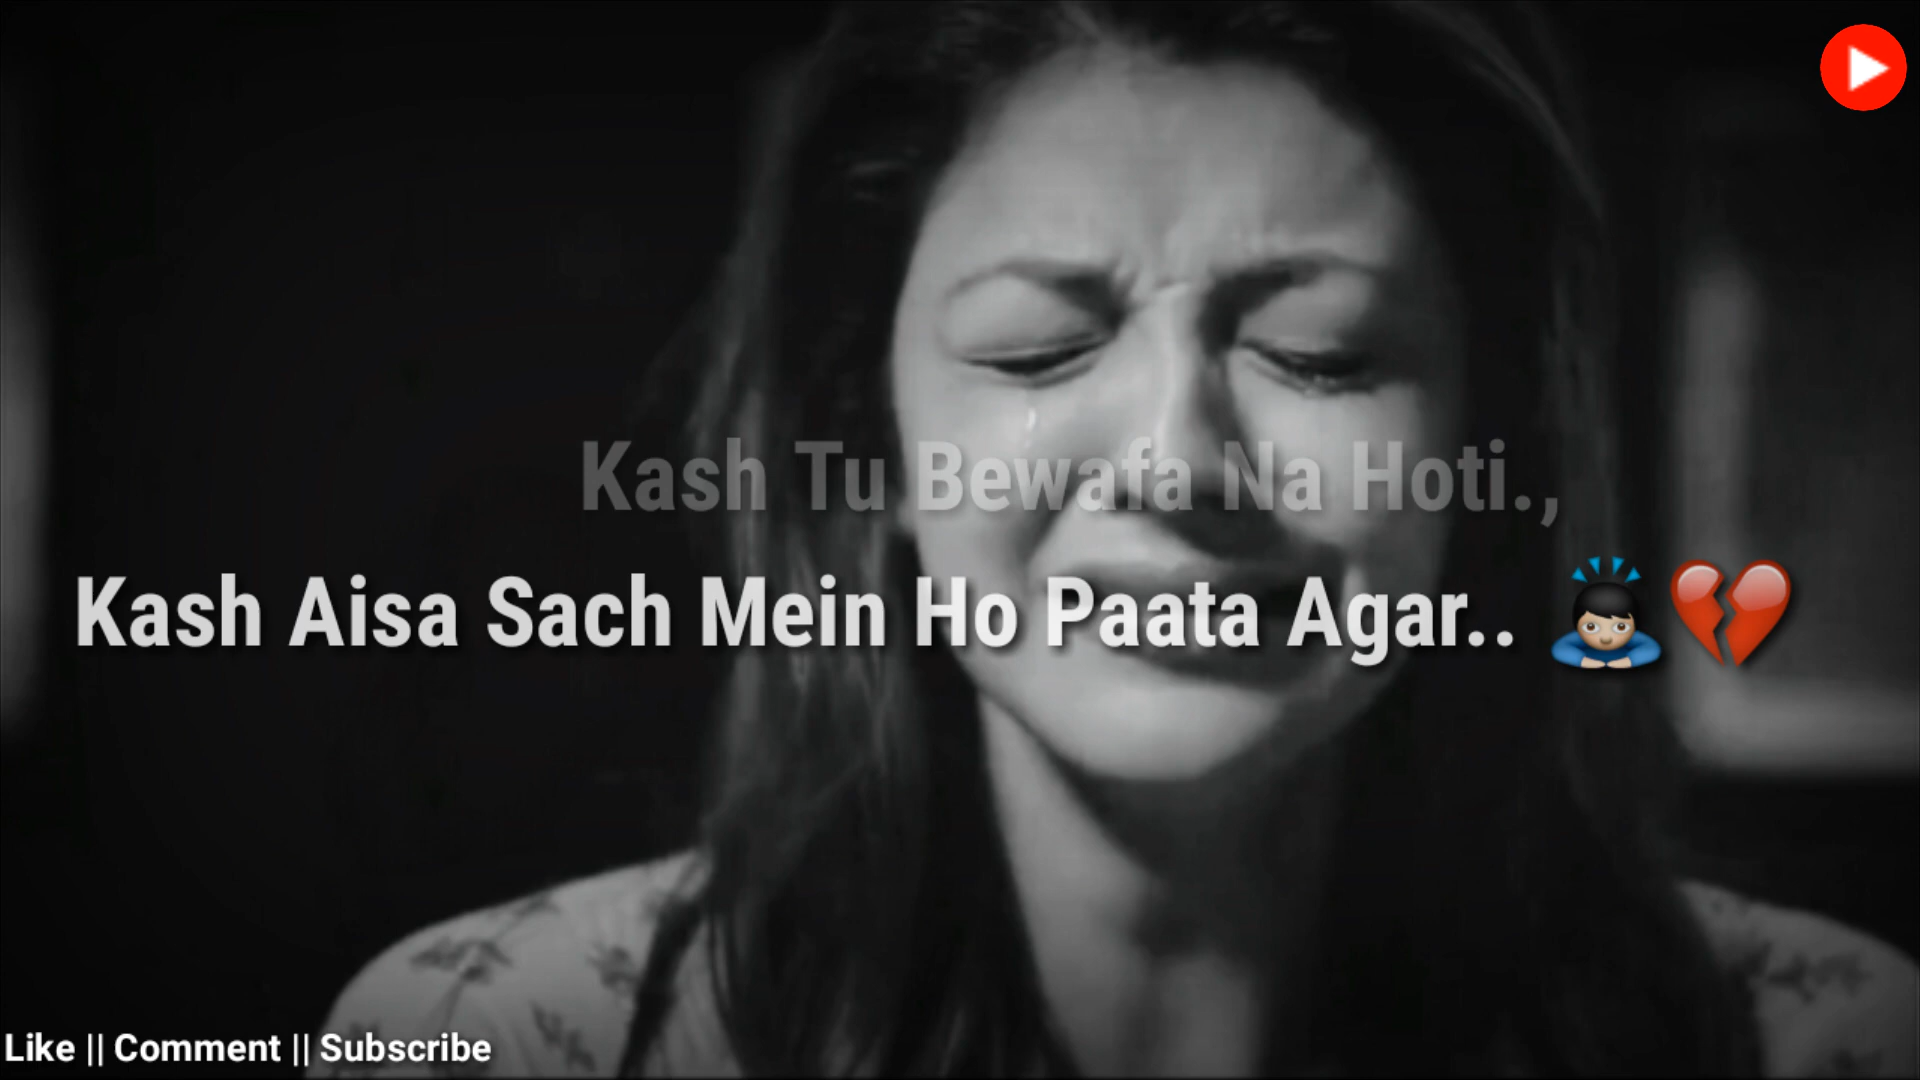 Kash Tu Bewafa Na Hoti.,
Kash Aisa Sach Mein Ho Paata Agar.. 🙇💔
Like || Comment || Subscribe